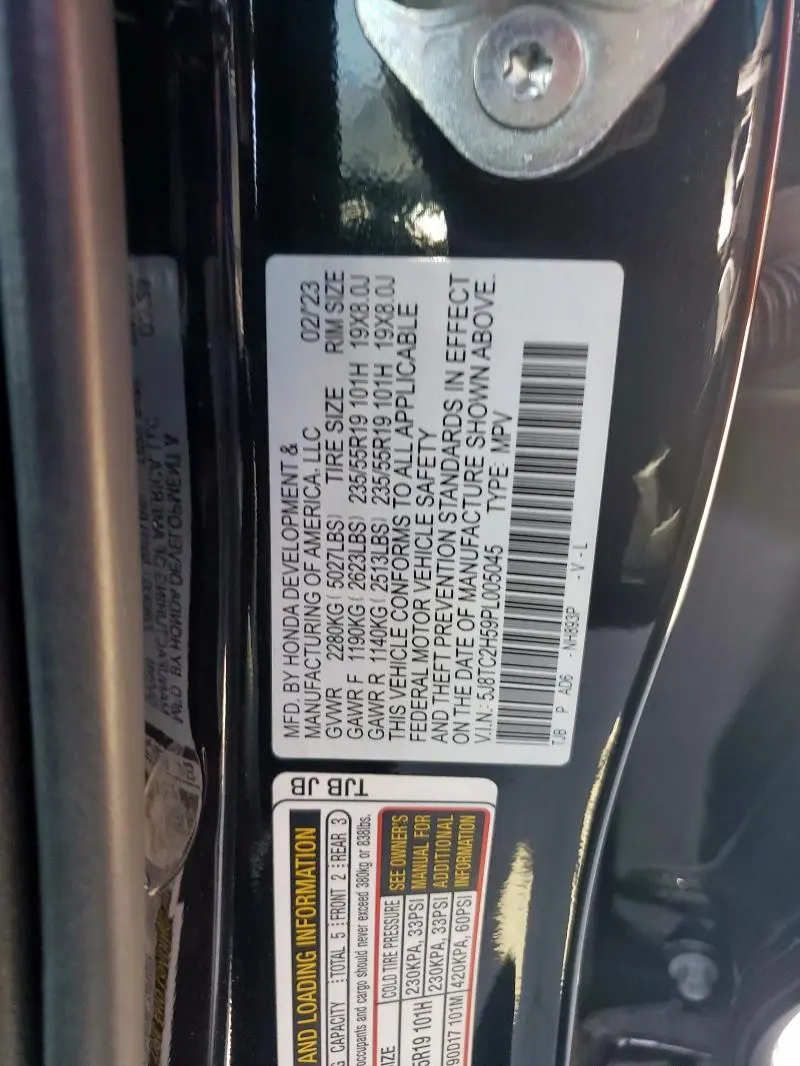 MFD. BY HONDA DEVELOPMENT &
MANUFACTURING OF AMERICA, LLC 02/'23
GVWR 2280KG ( 5027LBS) TIRE SIZE RIM SIZE
GAWR F 1190KG ( 2623LBS) 235/55R19 101H 19X8.0J
GAWR R 1140KG ( 2513LBS) 235/55R19 101H 19X8.0J
THIS VEHICLE CONFORMS TO ALL APPLICABLE
FEDERAL MOTOR VEHICLE SAFETY
AND THEFT PREVENTION STANDARDS IN EFFECT
ON THE DATE OF MANUFACTURE SHOWN ABOVE.
V.I.N.: 5J8TC2H59PL005045 TYPE: MPV
TJB P AD6 -NH893P -V-L
TJB JB
AND LOADING INFORMATION
G CAPACITY TOTAL 5 FRONT 2 REAR 3
occupants and cargo should never exceed 380kg or 838lbs.
IZE COLD TIRE PRESSURE SEE OWNER'S
5R19 101H 230KPA, 33PSI MANUAL FOR
230KPA, 33PSI ADDITIONAL
90D17 101M 420KPA, 60PSI INFORMATION